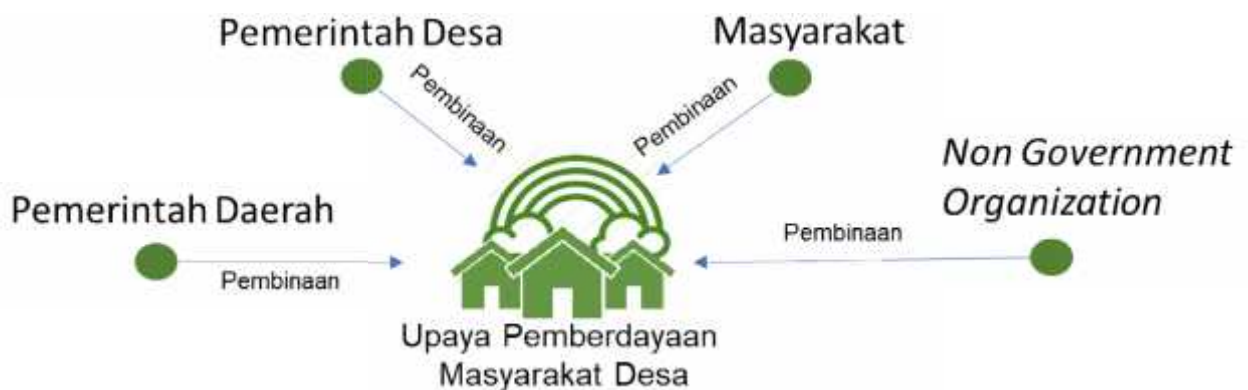 Pemerintah Desa
Masyarakat
Pembinaan
Pembinaan
Non Government
Organization
Pemerintah Daerah
Pembinaan
Pembinaan
Upaya Pemberdayaan
Masyarakat Desa